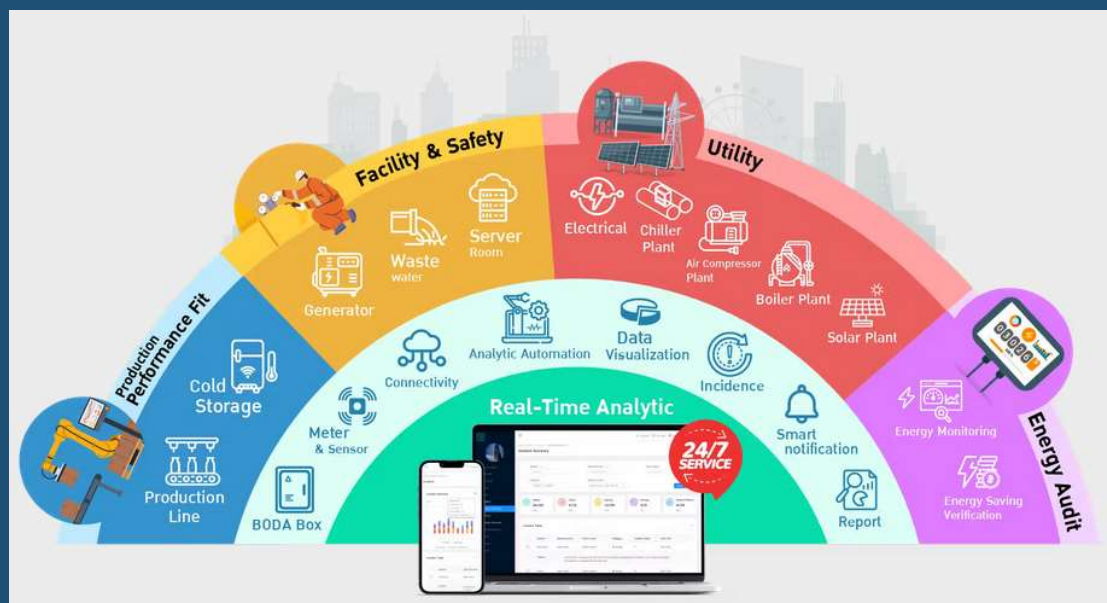 Facility & Safety
Utility
Production
Performance Fit
Energy Audit
Generator
Waste
water
Server
Room
Electrical
Chiller
Plant
Air Compressor
Plant
Boiler Plant
Solar Plant
Cold
Storage
Production
Line
Energy Monitoring
Energy Saving
Verification
BODA Box
Meter
& Sensor
Connectivity
Analytic Automation
Data
Visualization
Incidence
Smart
notification
Report
Real-Time Analytic
24/7
SERVICE